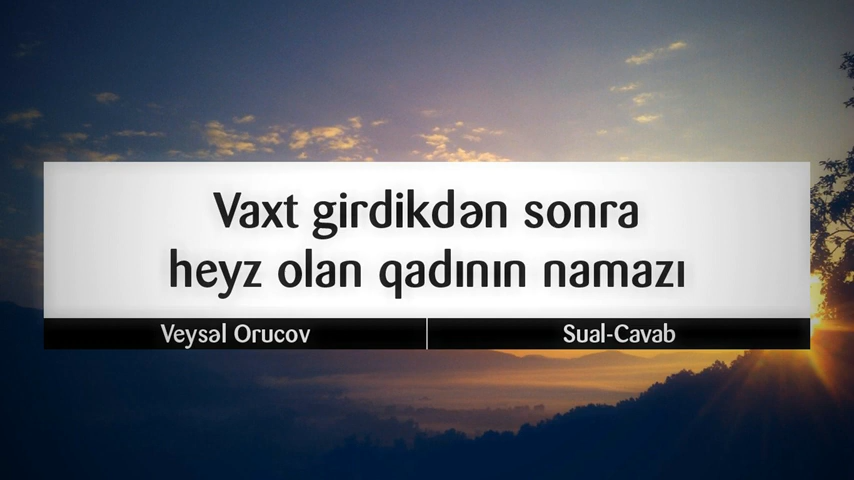 Vaxt girdikdən sonra
heyz olan qadının namazı
Veysəl Orucov
Sual-Cavab